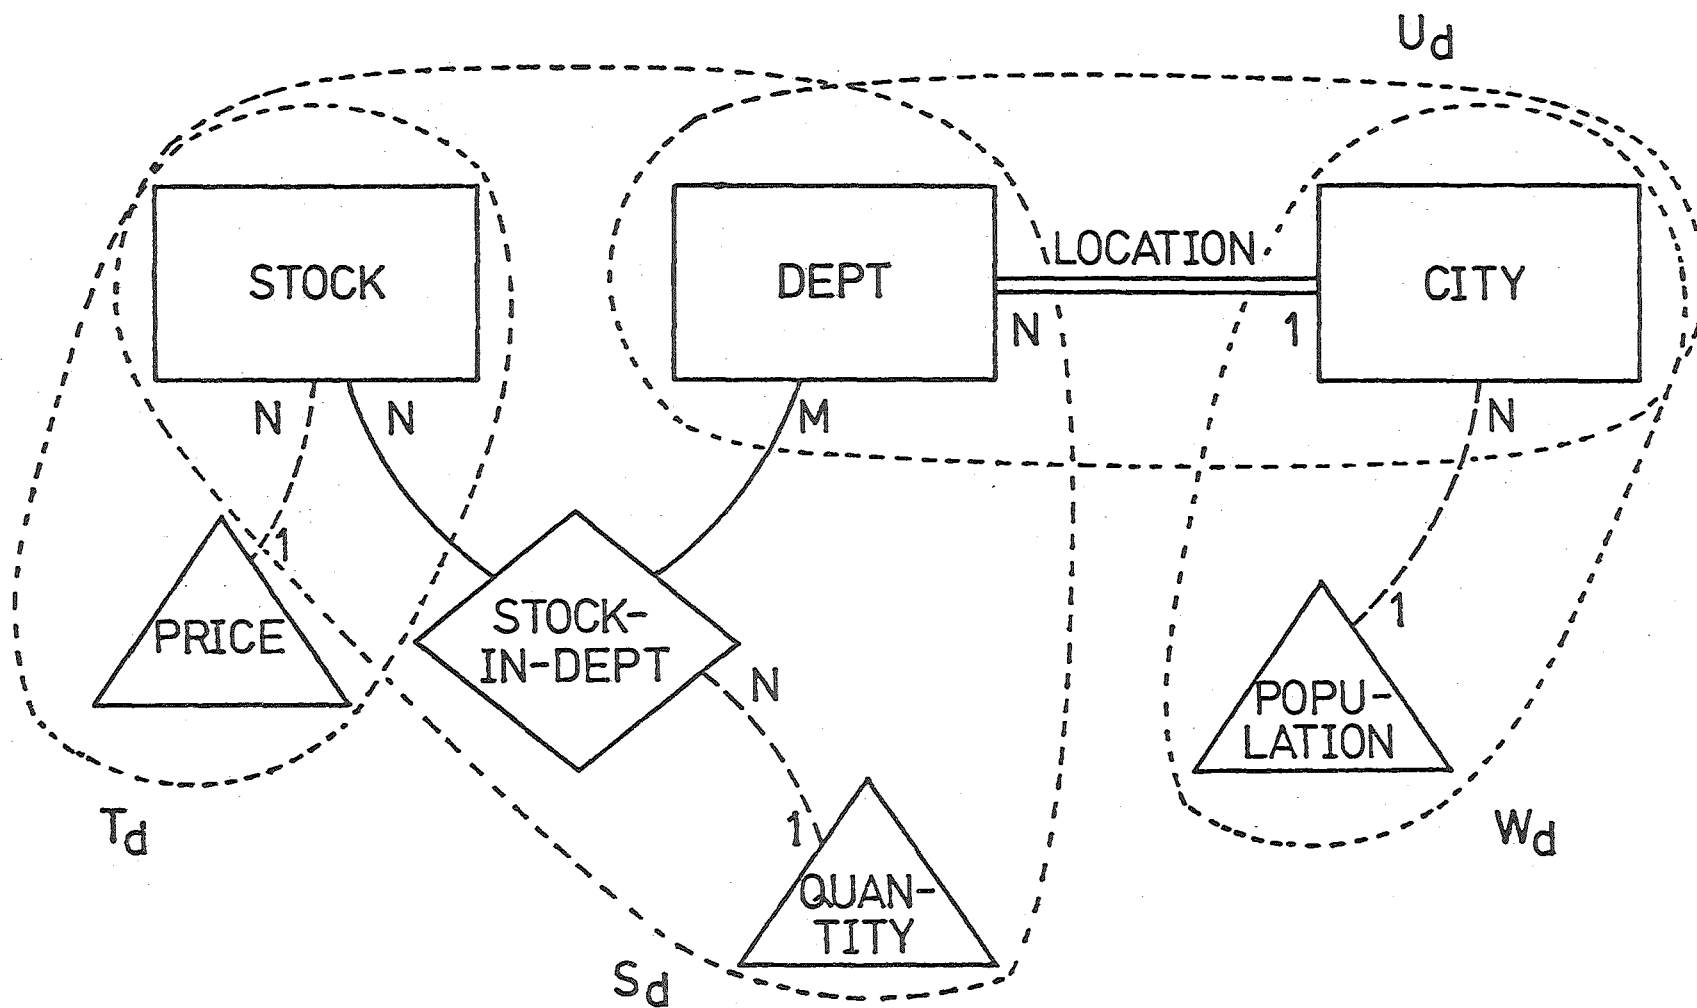 Ud
STOCK
DEPT
LOCATION
CITY
N
1
N
N
M
N
1
PRICE
STOCK-
IN-DEPT
N
1
POPU-
LATION
Td
1
QUAN-
TITY
Wd
Sd